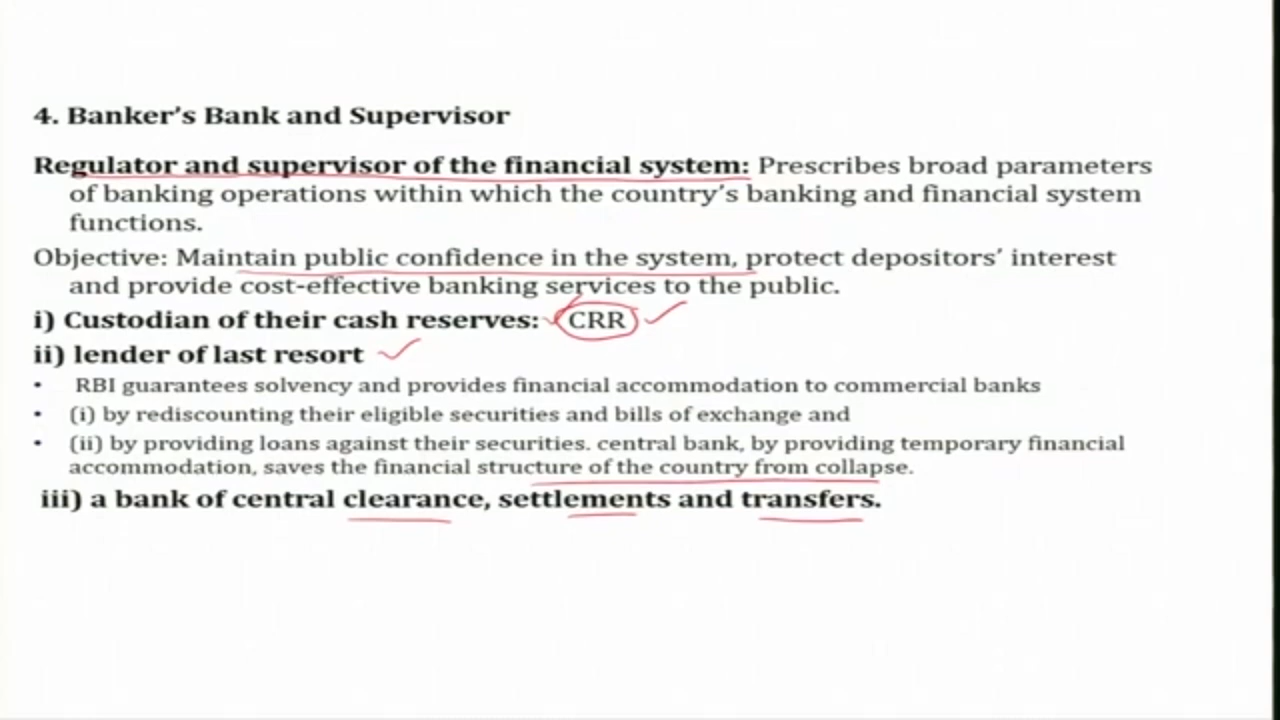 4. Banker's Bank and Supervisor
Regulator and supervisor of the financial system: Prescribes broad parameters
of banking operations within which the country's banking and financial system
functions.
Objective: Maintain public confidence in the system, protect depositors' interest
and provide cost-effective banking services to the public.
i) Custodian of their cash reserves: CRR
ii) lender of last resort
• RBI guarantees solvency and provides financial accommodation to commercial banks
• (i) by rediscounting their eligible securities and bills of exchange and
• (ii) by providing loans against their securities. central bank, by providing temporary financial
accommodation, saves the financial structure of the country from collapse.
iii) a bank of central clearance, settlements and transfers.